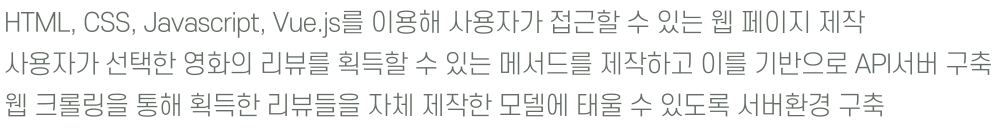 HTML, CSS, Javascript, Vue.js를 이용해 사용자가 접근할 수 있는 웹 페이지 제작
사용자가 선택한 영화의 리뷰를 획득할 수 있는 메서드를 제작하고 이를 기반으로 API서버 구축
웹 크롤링을 통해 획득한 리뷰들을 자체 제작한 모델에 태울 수 있도록 서버환경 구축